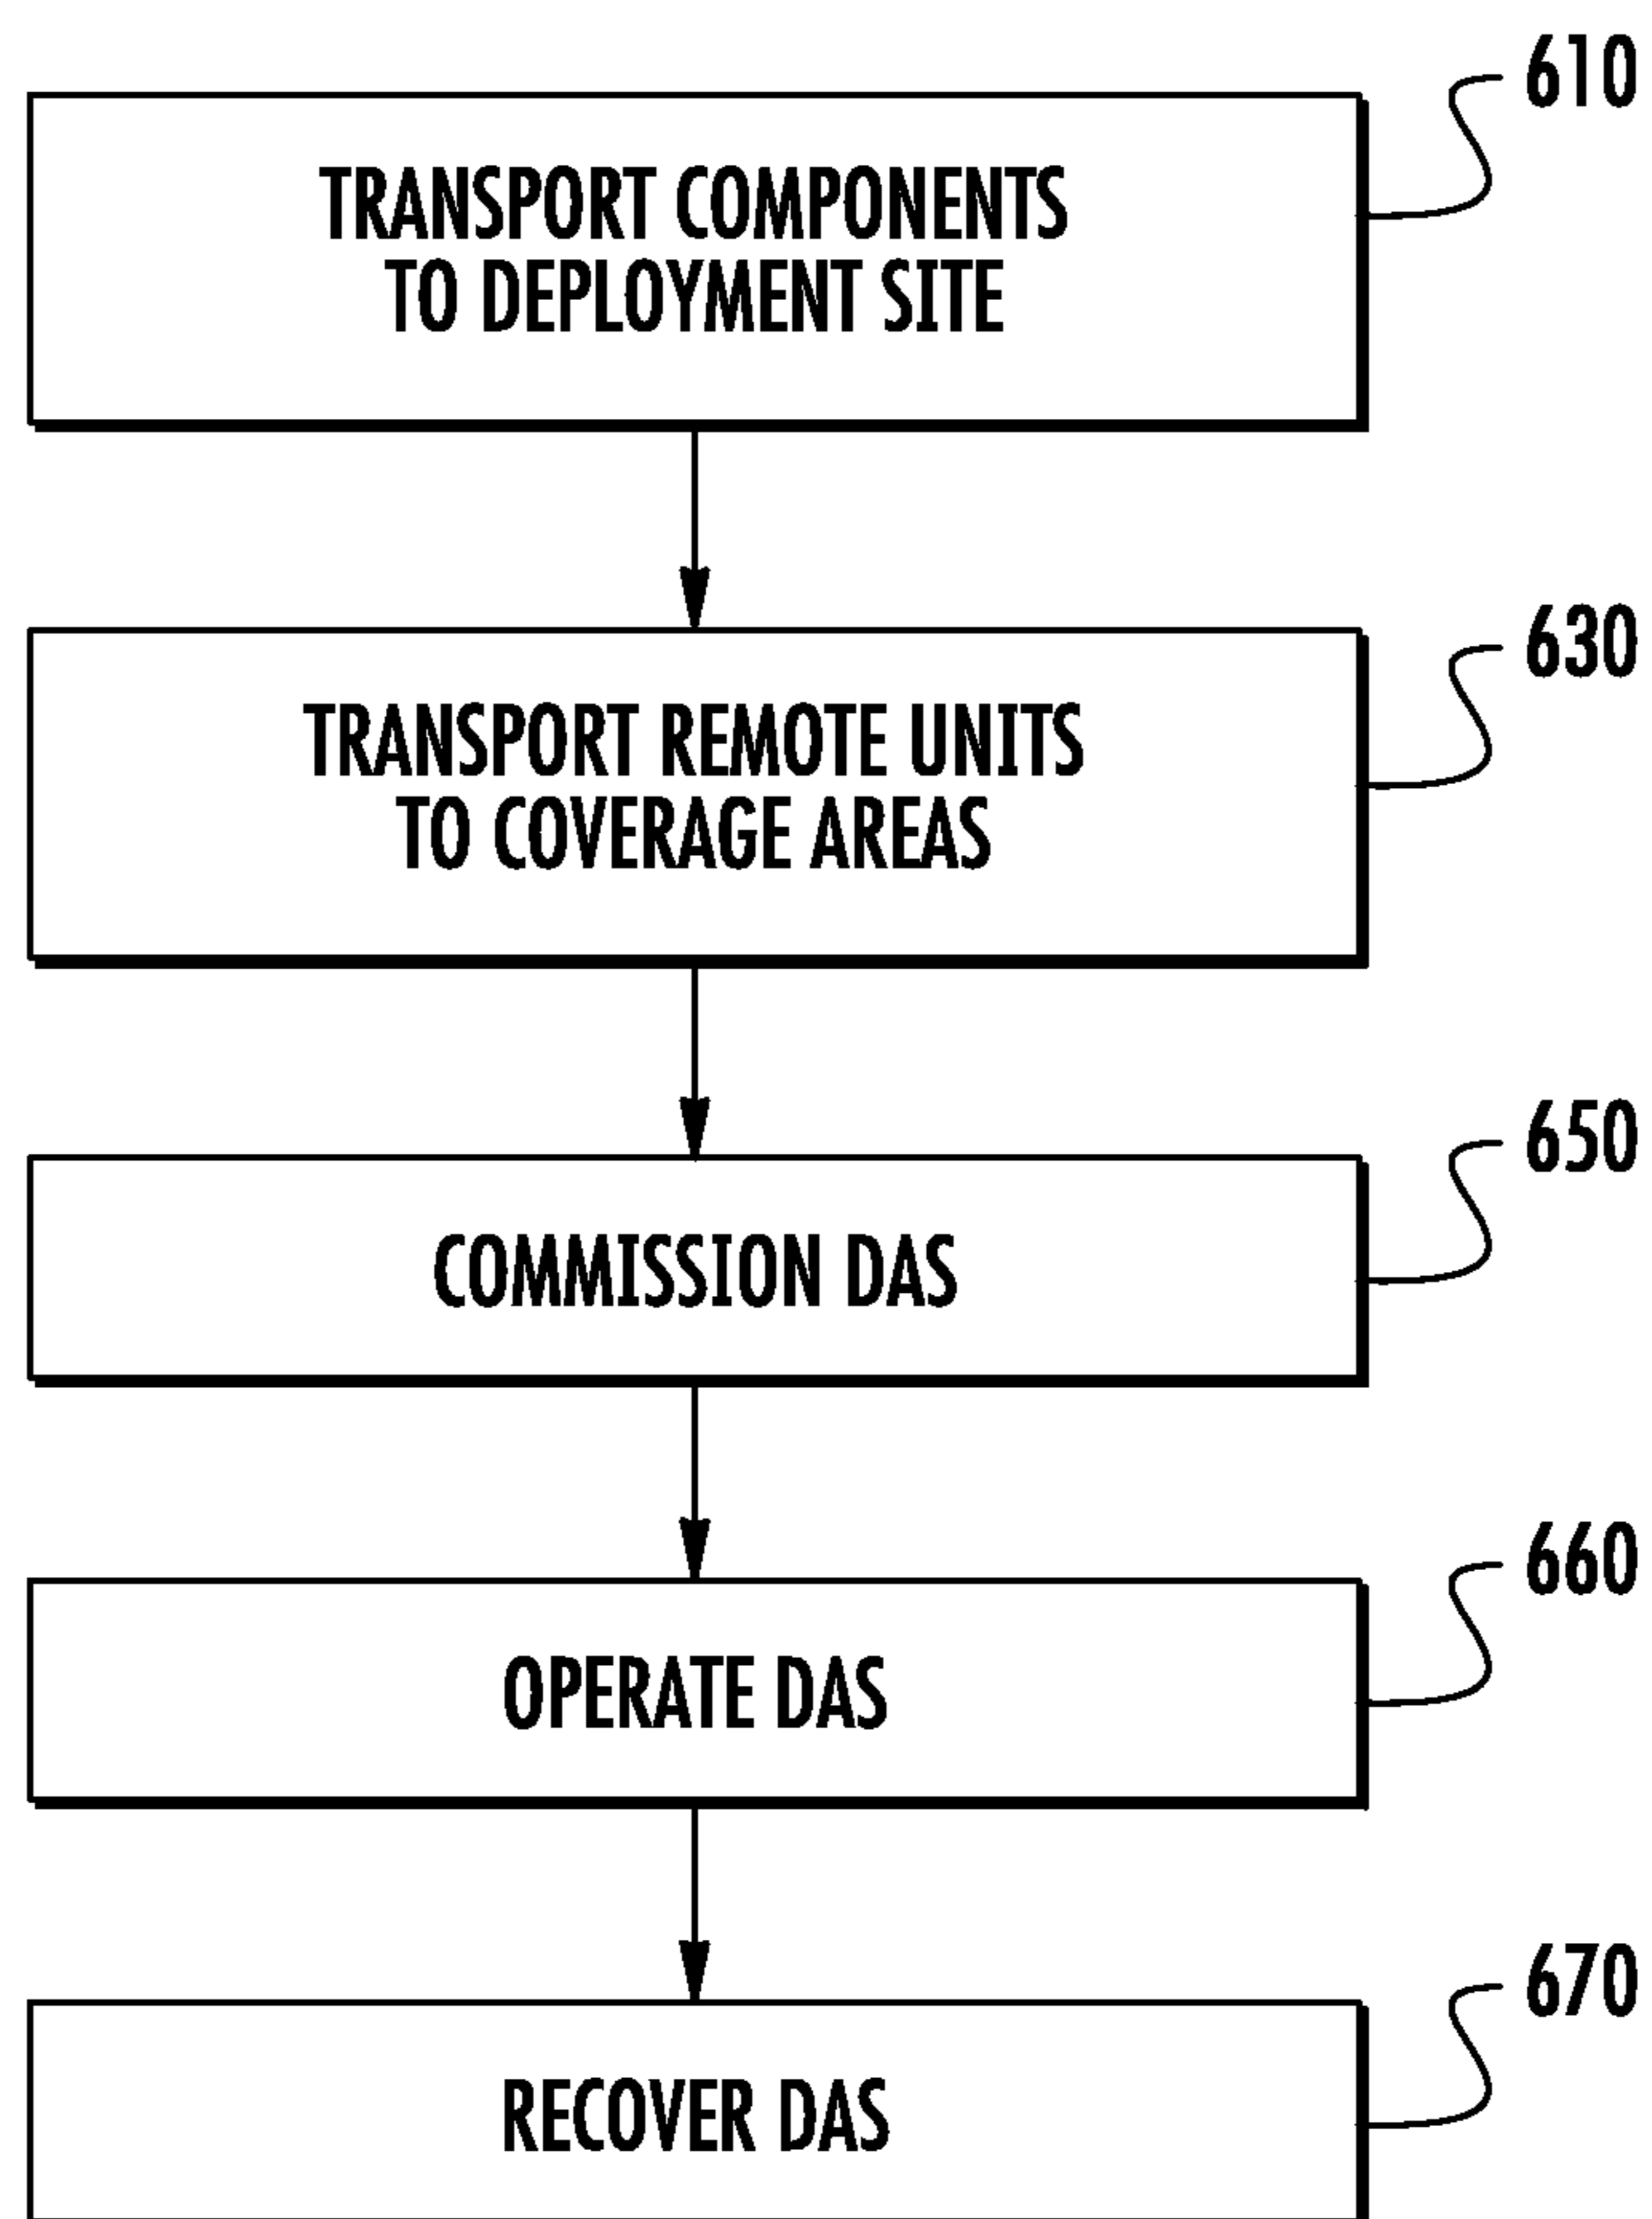 610
TRANSPORT COMPONENTS
TO DEPLOYMENT SITE
630
TRANSPORT REMOTE UNITS
TO COVERAGE AREAS
650
COMMISSION DAS
660
OPERATE DAS
670
RECOVER DAS